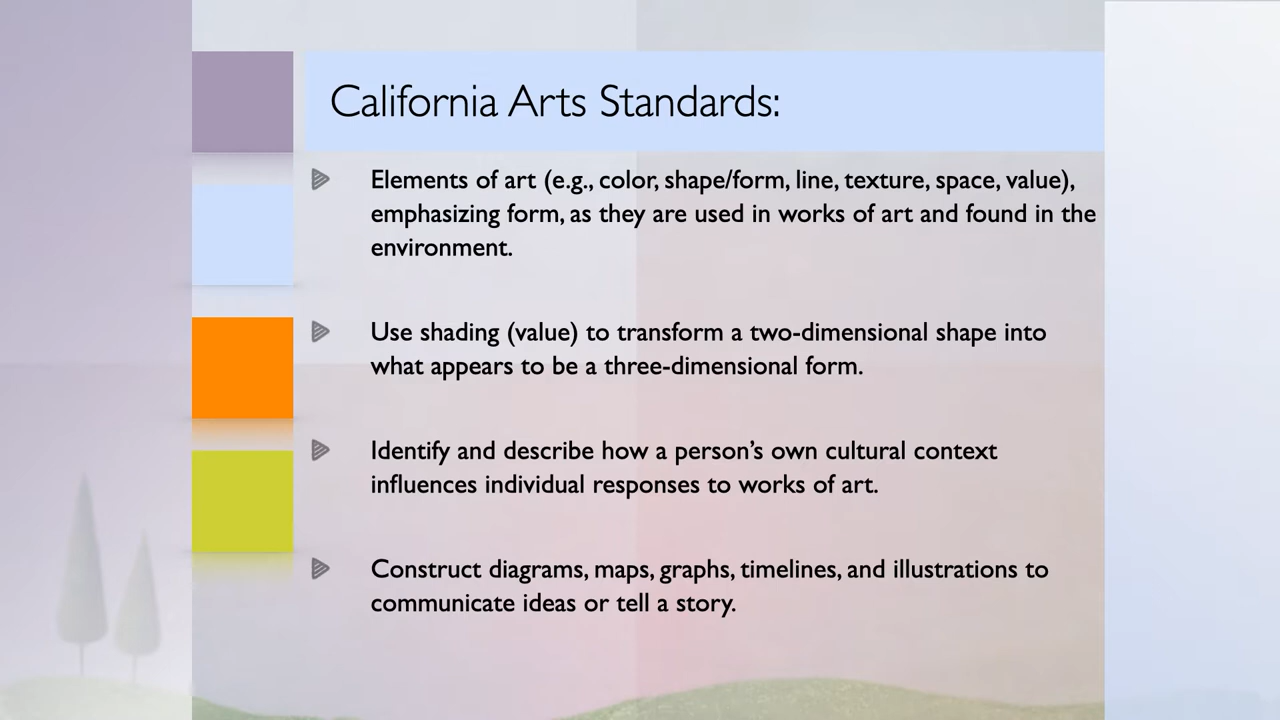 California Arts Standards:
Elements of art (e.g., color, shape/form, line, texture, space, value),
emphasizing form, as they are used in works of art and found in the
environment.
Use shading (value) to transform a two-dimensional shape into
what appears to be a three-dimensional form.
Identify and describe how a person’s own cultural context
influences individual responses to works of art.
Construct diagrams, maps, graphs, timelines, and illustrations to
communicate ideas or tell a story.